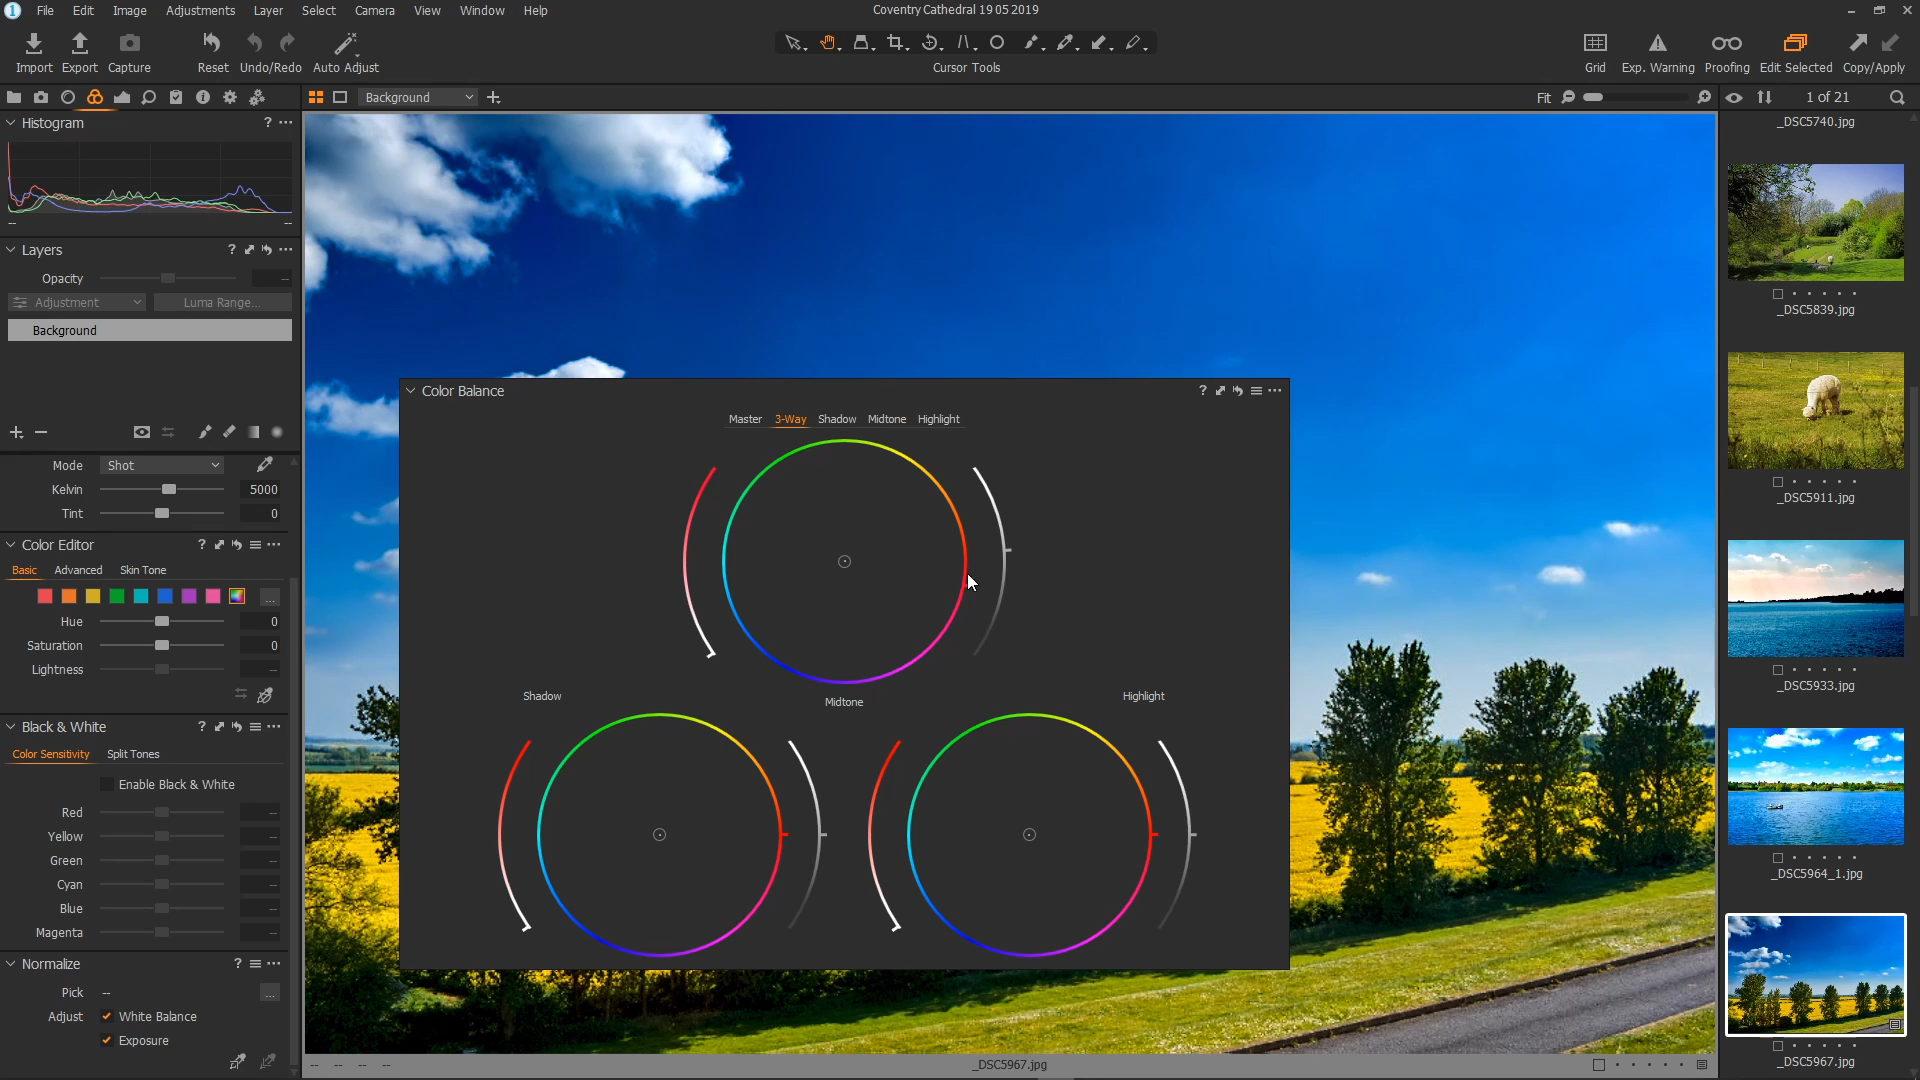 File Edit Image Adjustments Layer Select Camera View Window Help
Coventry Cathedral 19 05 2019
Import Export Capture Reset Undo/Redo Auto Adjust
Cursor Tools
Grid Exp. Warning Proofing Edit Selected Copy/Apply
Background
Fit
1 of 21
Histogram
--
--
Layers
Opacity --
Adjustment Luma Range...
Background
Mode Shot
Kelvin 5000
Tint 0
Color Editor
Basic Advanced Skin Tone
...
Hue 0
Saturation 0
Lightness --
Black & White
Color Sensitivity Split Tones
Enable Black & White
Red --
Yellow --
Green --
Cyan --
Blue --
Magenta --
Normalize
Pick -- ...
Adjust White Balance
Exposure
Color Balance
Master 3-Way Shadow Midtone Highlight
Shadow
Midtone
Highlight
-- -- -- --
_DSC5967.jpg
_DSC5740.jpg
_DSC5839.jpg
_DSC5911.jpg
_DSC5933.jpg
_DSC5964_1.jpg
_DSC5967.jpg